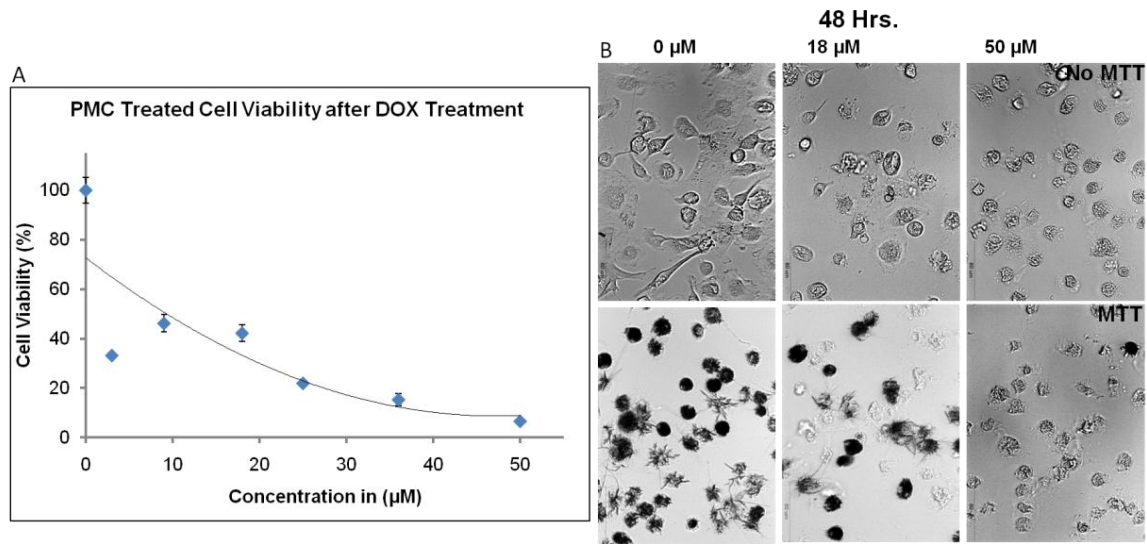 A
PMC Treated Cell Viability after DOX Treatment
Cell Viability (%)
100
80
60
40
20
0
0 10 20 30 40 50
Concentration in (µM)
48 Hrs.
B 0 µM 18 µM 50 µM
No MTT
MTT